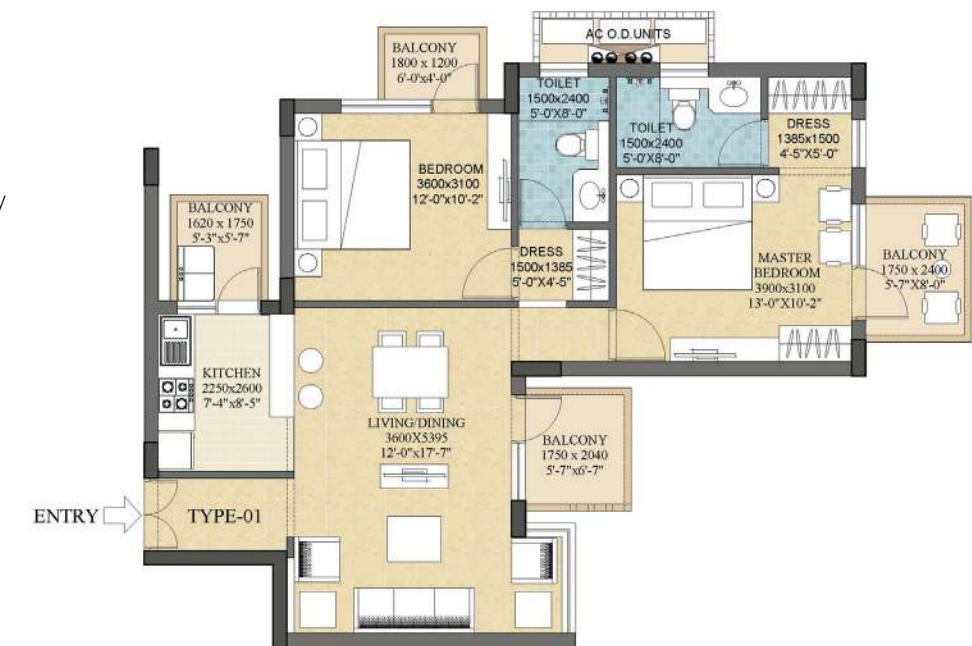 AC O.D.UNITS
BALCONY
1800 x 1200
6'-0"x4'-0"
TOILET
1500x2400
5'-0"X8'-0"
TOILET
1500x2400
5'-0"X8'-0"
DRESS
1385x1500
4'-5"X5'-0"
BEDROOM
3600x3100
12'-0"x10'-2"
BALCONY
1620 x 1750
5'-3"x5'-7"
DRESS
1500x1385
5'-0"X4'-5"
MASTER
BEDROOM
3900x3100
13'-0"X10'-2"
BALCONY
1750 x 2400
5'-7"X8'-0"
KITCHEN
2250x2600
7'-4"x8'-5"
LIVING/DINING
3600X5395
12'-0"x17'-7"
BALCONY
1750 x 2040
5'-7"x6'-7"
ENTRY
TYPE-01